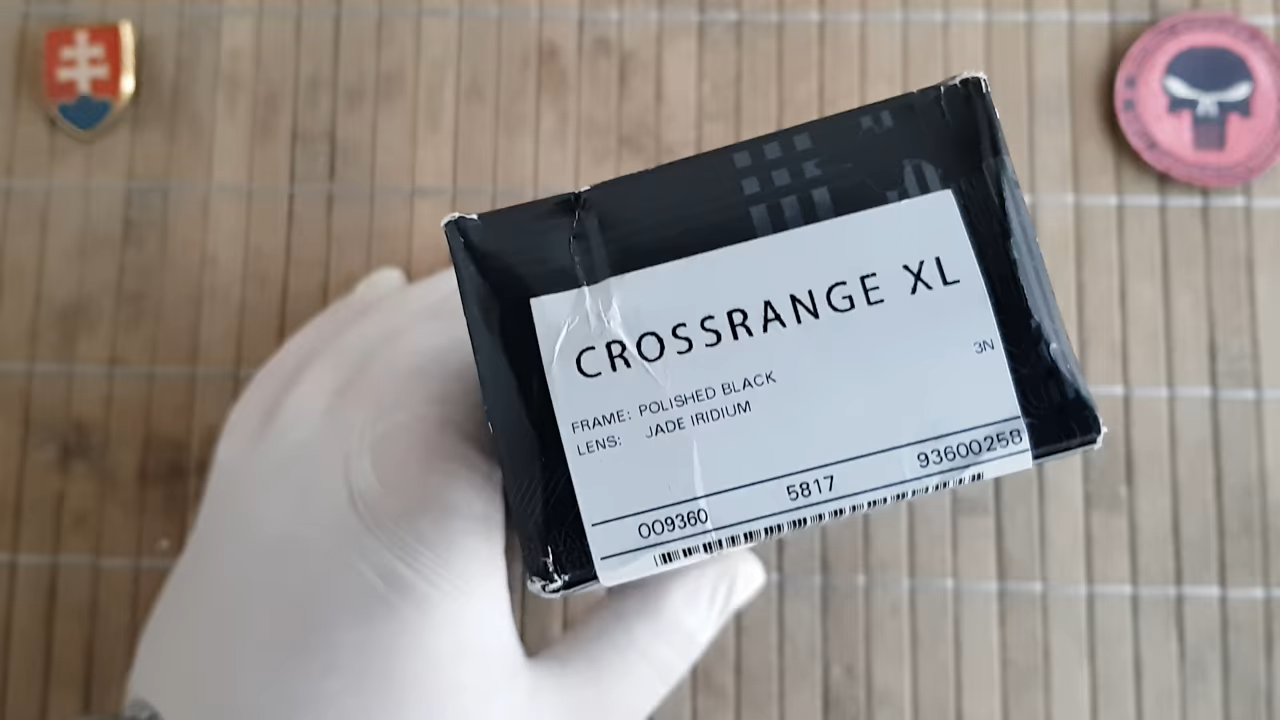 CROSSRANGE XL
3N
FRAME: POLISHED BLACK
LENS: JADE IRIDIUM
009360 5817 93600258